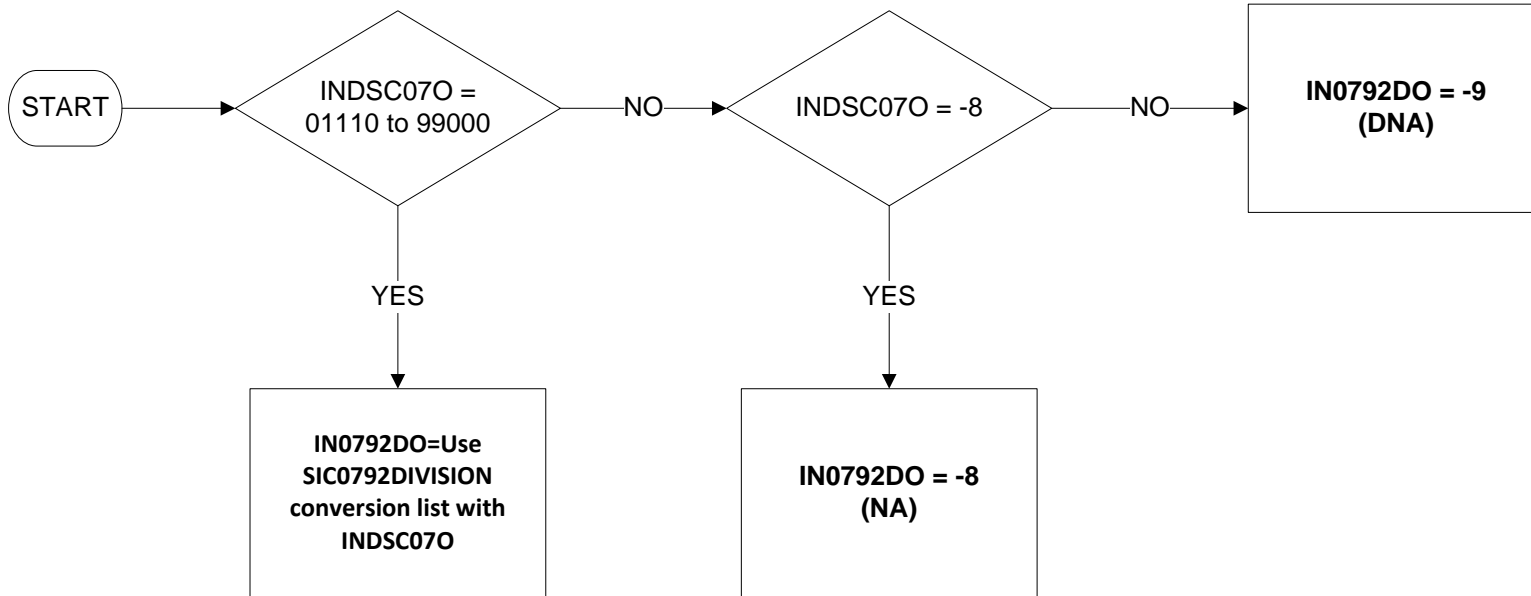 START
INDSC07O =
01110 to 99000
NO
INDSC07O = -8
NO
IN0792DO = -9
(DNA)
YES
YES
IN0792DO=Use
SIC0792DIVISION
conversion list with
INDSC07O
IN0792DO = -8
(NA)